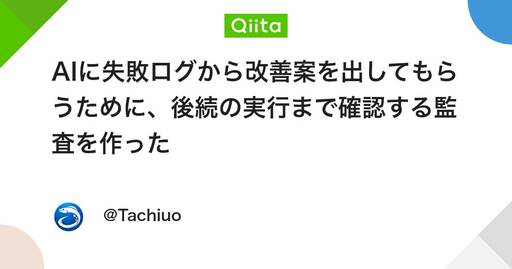 Qiita
AIに失敗ログから改善案を出してもら
うために、後続の実行まで確認する監
査を作った
@Tachiuo